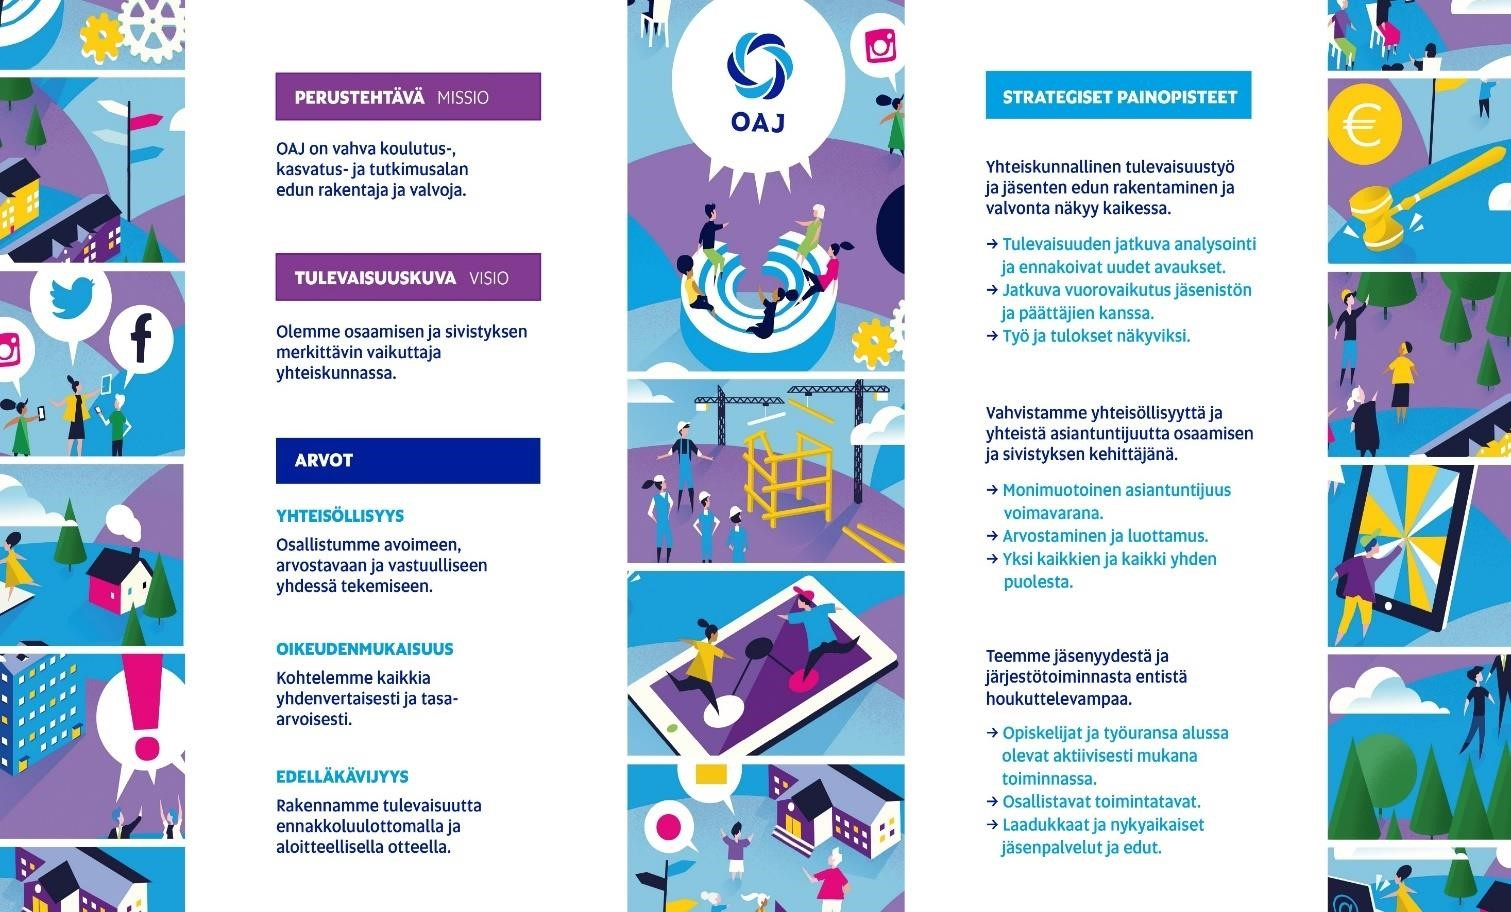 PERUSTEHTÄVÄ MISSIO
OAJ on vahva koulutus-,
kasvatus- ja tutkimusalan
edun rakentaja ja valvoja.
TULEVAISUUSKUVA VISIO
Olemme osaamisen ja sivistyksen
merkittävin vaikuttaja
yhteiskunnassa.
ARVOT
YHTEISÖLLISYYS
Osallistumme avoimeen,
arvostavaan ja vastuulliseen
yhdessä tekemiseen.
OIKEUDENMUKAISUUS
Kohtelemme kaikkia
yhdenvertaisesti ja tasa-
arvoisesti.
EDELLÄKÄVIJYYS
Rakennamme tulevaisuutta
ennakkoluulottomalla ja
aloitteellisella otteella.
OAJ
STRATEGISET PAINOPISTEET
Yhteiskunnallinen tulevaisuustyö
ja jäsenten edun rakentaminen ja
valvonta näkyy kaikessa.
→ Tulevaisuuden jatkuva analysointi
ja ennakoivat uudet avaukset.
→ Jatkuva vuorovaikutus jäsenistön
ja päättäjien kanssa.
→ Työ ja tulokset näkyviksi.
Vahvistamme yhteisöllisyyttä ja
yhteistä asiantuntijuutta osaamisen
ja sivistyksen kehittäjänä.
→ Monimuotoinen asiantuntijuus
voimavarana.
→ Arvostaminen ja luottamus.
→ Yksi kaikkien ja kaikki yhden
puolesta.
Teemme jäsenyydestä ja
järjestötoiminnasta entistä
houkuttelevampaa.
→ Opiskelijat ja työuransa alussa
olevat aktiivisesti mukana
toiminnassa.
→ Osallistavat toimintatavat.
→ Laadukkaat ja nykyaikaiset
jäsenpalvelut ja edut.
€
@